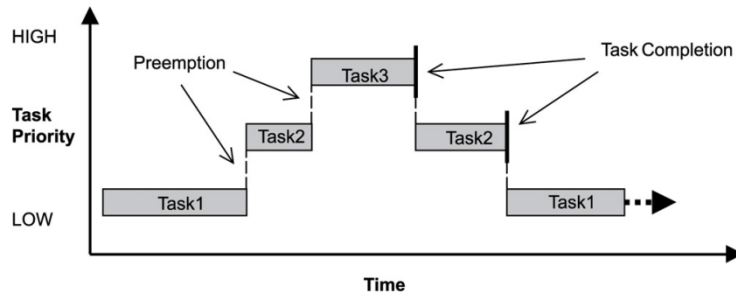 HIGH
Preemption
Task3
Task Completion
Task
Priority
Task2
Task2
LOW
Task1
Task1
Time